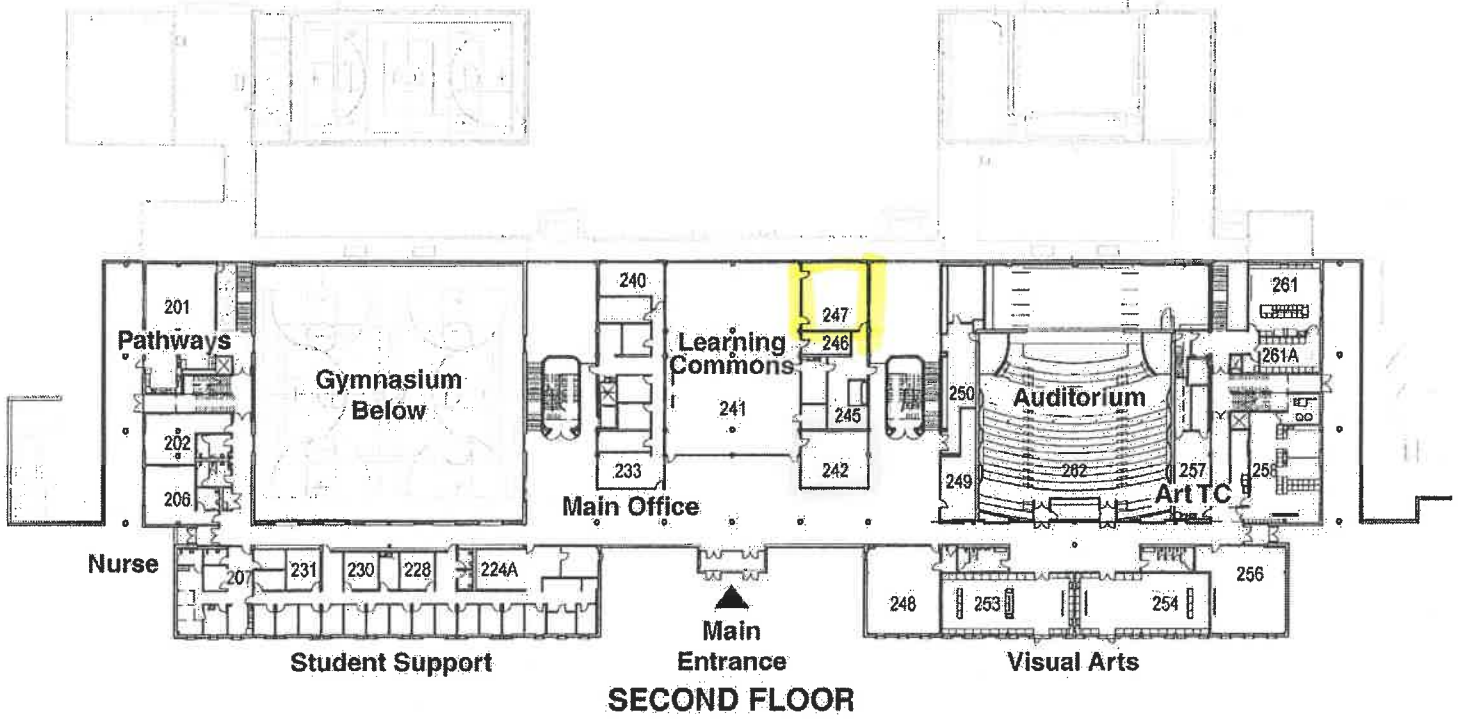 240
261
201
247
Pathways
Learning
Commons
246
261A
Gymnasium
Below
250
Auditorium
241
245
202
233
242
249
262
257
258
206
Main Office
Art TC
Nurse
207
231
230
228
224A
248
253
254
256
Main
Entrance
Student Support
Visual Arts
SECOND FLOOR